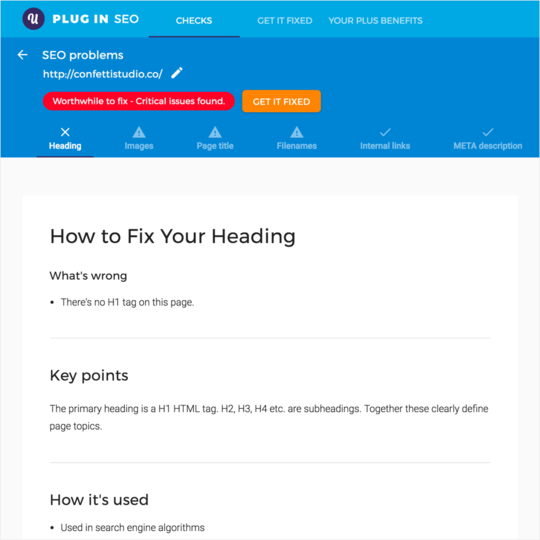 PLUG IN SEO CHECKS GET IT FIXED YOUR PLUS BENEFITS
SEO problems
http://confettistudio.co/
Worthwhile to fix - Critical issues found. GET IT FIXED
Heading Images Page title Filenames Internal links META description
How to Fix Your Heading
What's wrong
• There's no H1 tag on this page.
Key points
The primary heading is a H1 HTML tag. H2, H3, H4 etc. are subheadings. Together these clearly define
page topics.
How it's used
• Used in search engine algorithms